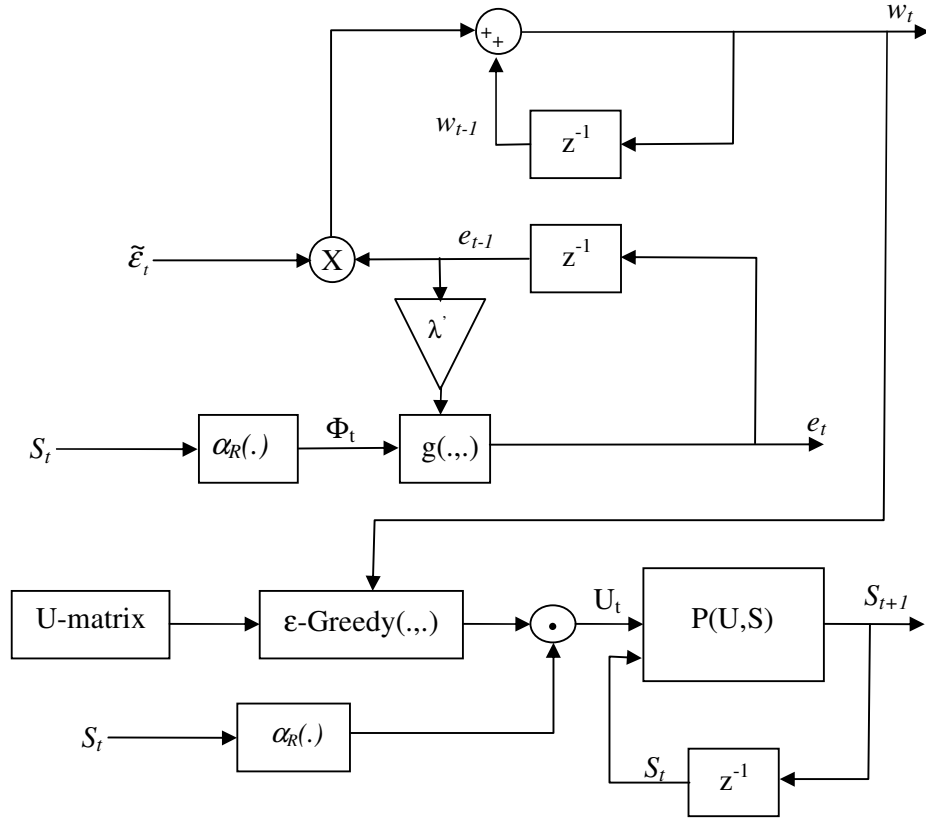 w_t
++
w_{t-1}
z^{-1}
ε̃_t
X
e_{t-1}
z^{-1}
λ'
S_t
α_R(.)
Φ_t
g(.,.)
e_t
U-matrix
ε-Greedy(.,.)
.
U_t
P(U,S)
S_{t+1}
S_t
α_R(.)
S_t
z^{-1}